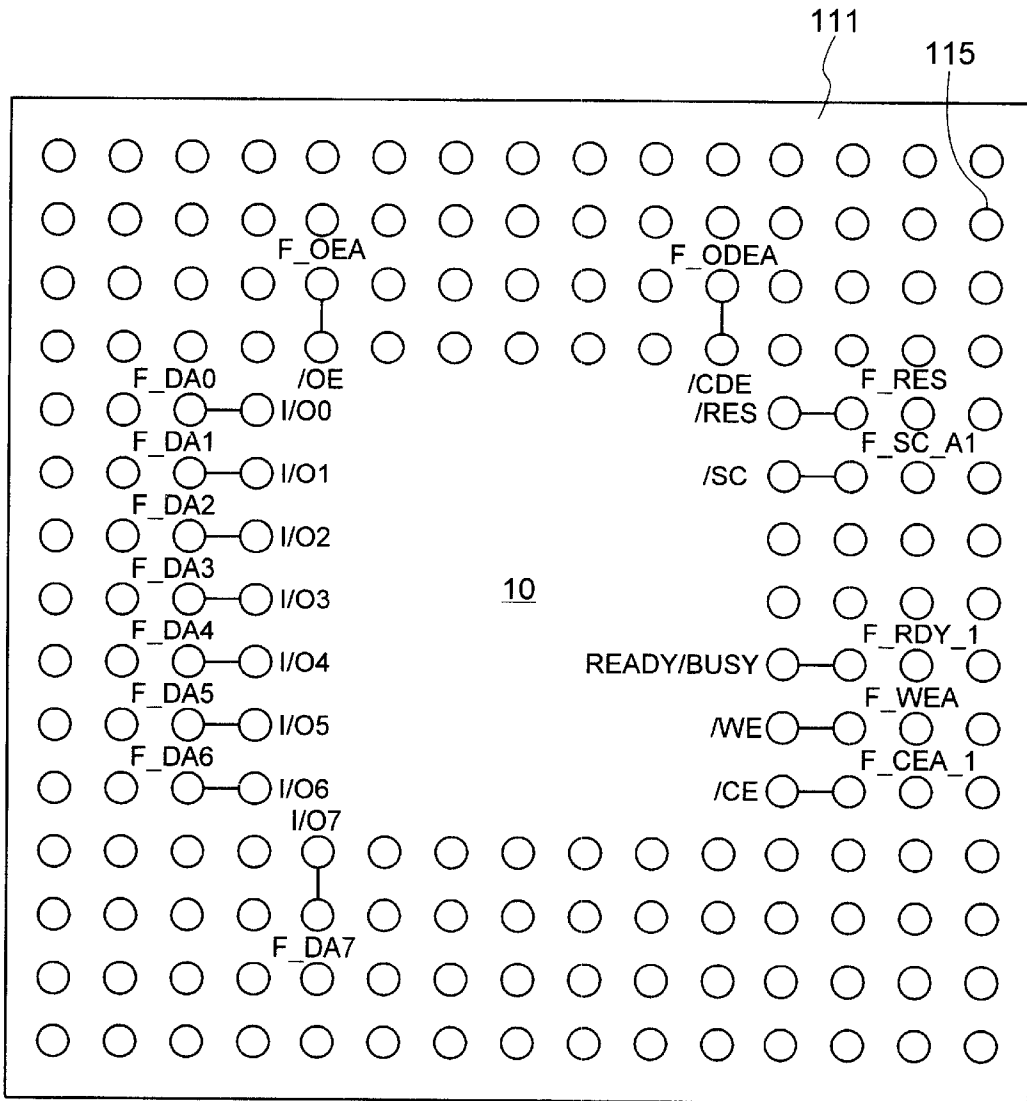 111
115
F_OEA F_ODEA
/OE /CDE
F_DA0 F_RES
I/O0 /RES
F_DA1 F_SC_A1
I/O1 /SC
F_DA2
I/O2
F_DA3
I/O3 10
F_DA4 F_RDY_1
I/O4 READY/BUSY
F_DA5 F_WEA
I/O5 /WE
F_DA6 F_CEA_1
I/O6 /CE
I/O7
F_DA7